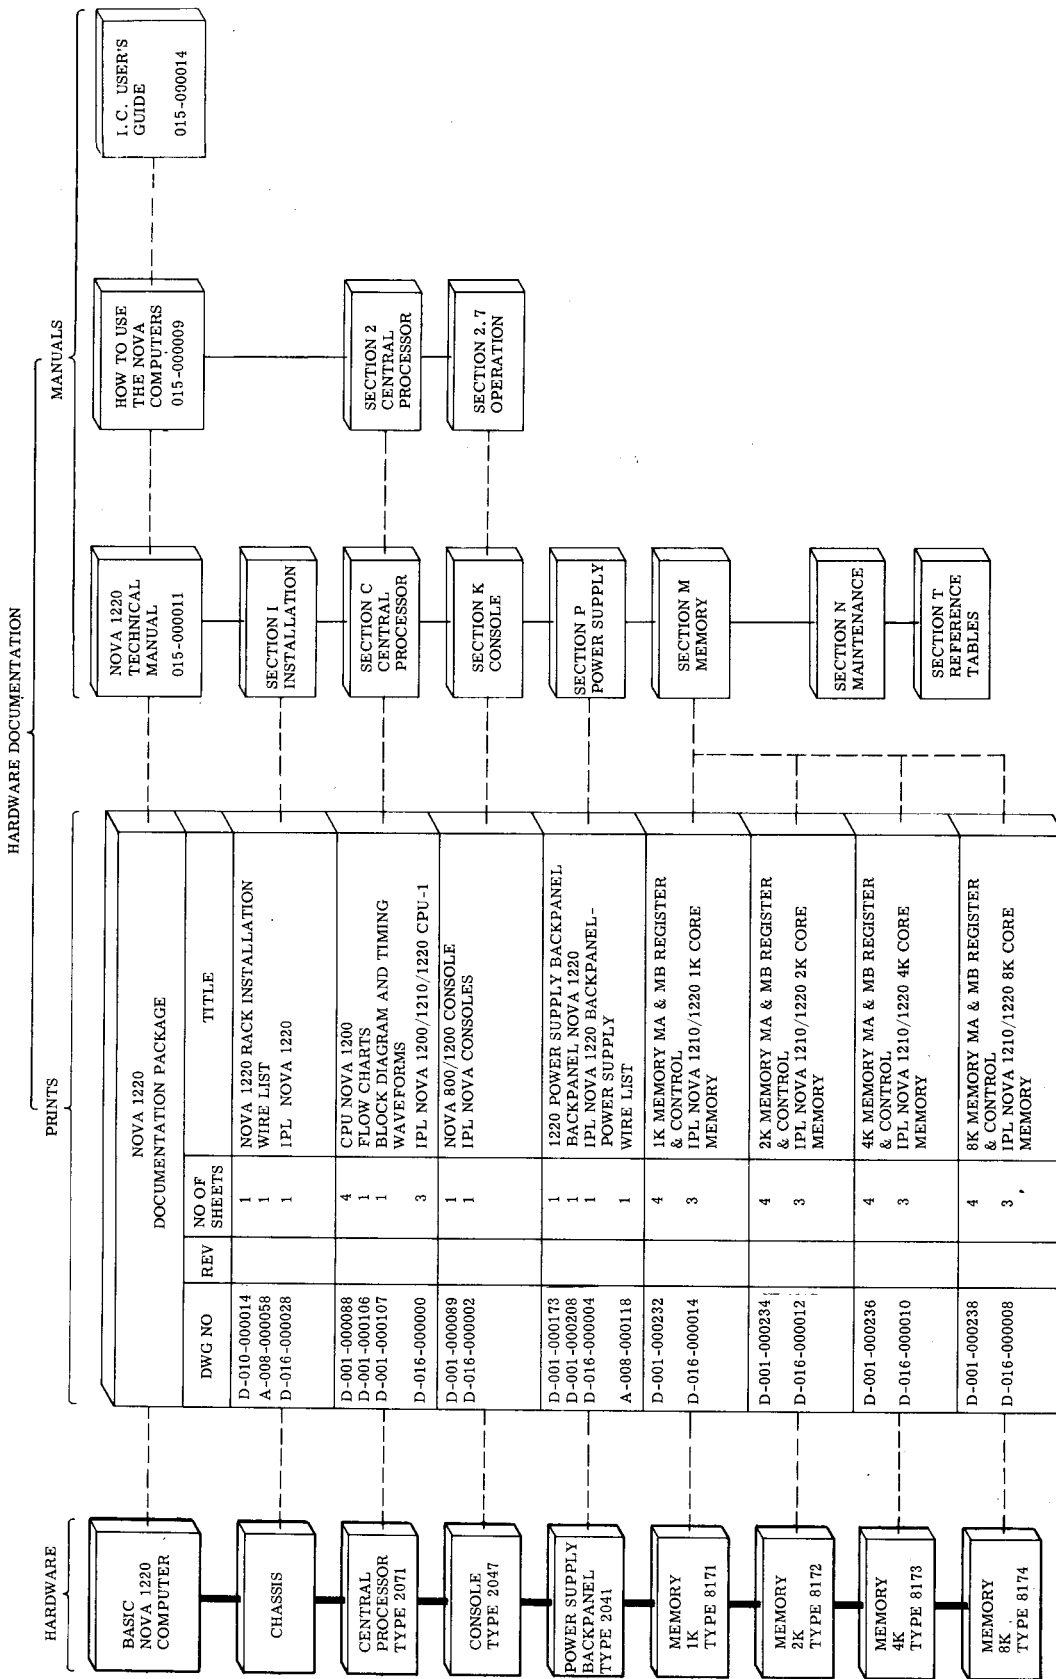 HARDWARE DOCUMENTATION
HARDWARE
PRINTS
MANUALS
BASIC
NOVA 1220
COMPUTER
CHASSIS
CENTRAL
PROCESSOR
TYPE 2071
CONSOLE
TYPE 2047
POWER SUPPLY
BACKPANEL
TYPE 2041
MEMORY
1K
TYPE 8171
MEMORY
2K
TYPE 8172
MEMORY
4K
TYPE 8173
MEMORY
8K
TYPE 8174
NOVA 1220
DOCUMENTATION PACKAGE
DWG NO REV NO OF SHEETS TITLE
D-010-000014 1 NOVA 1220 RACK INSTALLATION
A-008-000058 1 WIRE LIST
D-016-000028 1 IPL NOVA 1220
D-001-000088 4 CPU NOVA 1200
D-001-000106 1 FLOW CHARTS
D-001-000107 1 BLOCK DIAGRAM AND TIMING
WAVEFORMS
D-016-000000 3 IPL NOVA 1200/1210/1220 CPU-1
D-001-000089 1 NOVA 800/1200 CONSOLE
D-016-000002 1 IPL NOVA CONSOLES
D-001-000173 1 1220 POWER SUPPLY BACKPANEL
D-001-000208 1 BACKPANEL NOVA 1220
D-016-000004 1 IPL NOVA 1220 BACKPANEL-
POWER SUPPLY
A-008-000118 1 WIRE LIST
D-001-000232 4 1K MEMORY MA & MB REGISTER
& CONTROL
D-016-000014 3 IPL NOVA 1210/1220 1K CORE
MEMORY
D-001-000234 4 2K MEMORY MA & MB REGISTER
& CONTROL
D-016-000012 3 IPL NOVA 1210/1220 2K CORE
MEMORY
D-001-000236 4 4K MEMORY MA & MB REGISTER
& CONTROL
D-016-000010 3 IPL NOVA 1210/1220 4K CORE
MEMORY
D-001-000238 4 8K MEMORY MA & MB REGISTER
& CONTROL
D-016-000008 3 IPL NOVA 1210/1220 8K CORE
MEMORY
NOVA 1220
TECHNICAL
MANUAL
015-000011
SECTION I
INSTALLATION
SECTION C
CENTRAL
PROCESSOR
SECTION K
CONSOLE
SECTION P
POWER SUPPLY
SECTION M
MEMORY
SECTION N
MAINTENANCE
SECTION T
REFERENCE
TABLES
HOW TO USE
THE NOVA
COMPUTERS
015-000009
SECTION 2
CENTRAL
PROCESSOR
SECTION 2.7
OPERATION
I.C. USER'S
GUIDE
015-000014